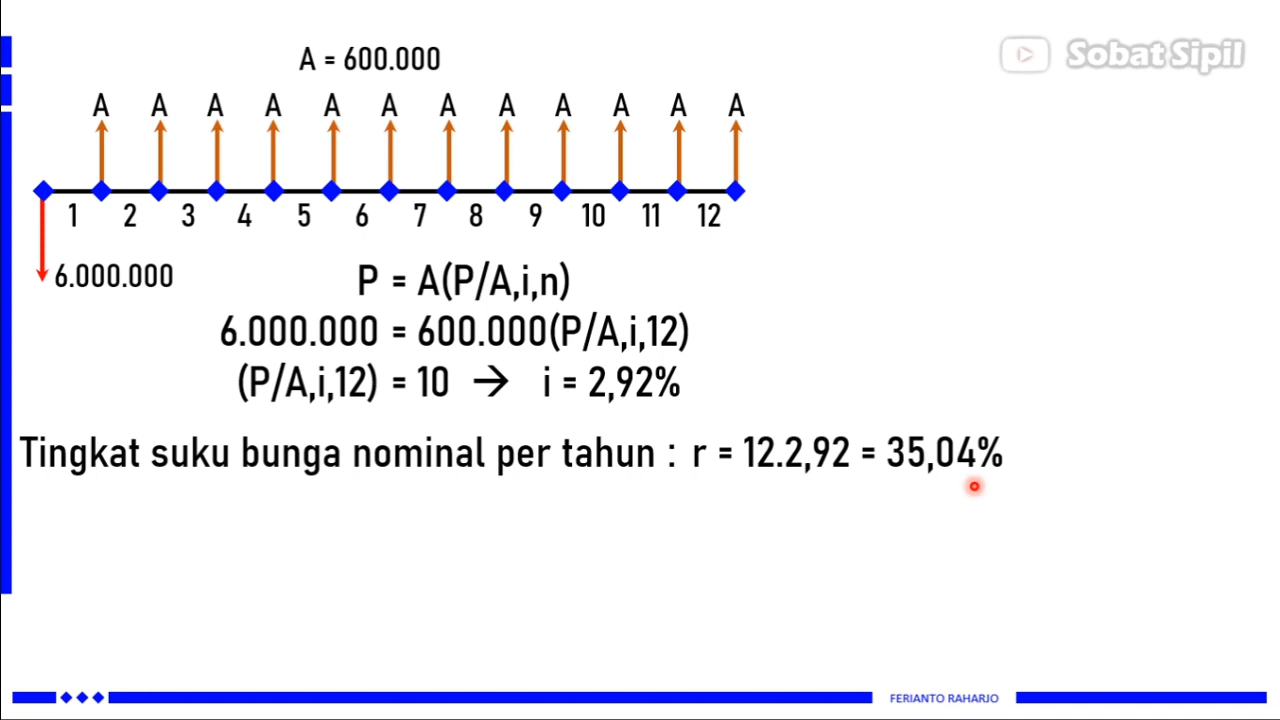 A = 600.000
Sobat Sipil
A A A A A A A A A A A A
1 2 3 4 5 6 7 8 9 10 11 12
6.000.000
P = A(P/A,i,n)
6.000.000 = 600.000(P/A,i,12)
(P/A,i,12) = 10 → i = 2,92%
Tingkat suku bunga nominal per tahun : r = 12.2,92 = 35,04%
FERIANTO RAHARJO